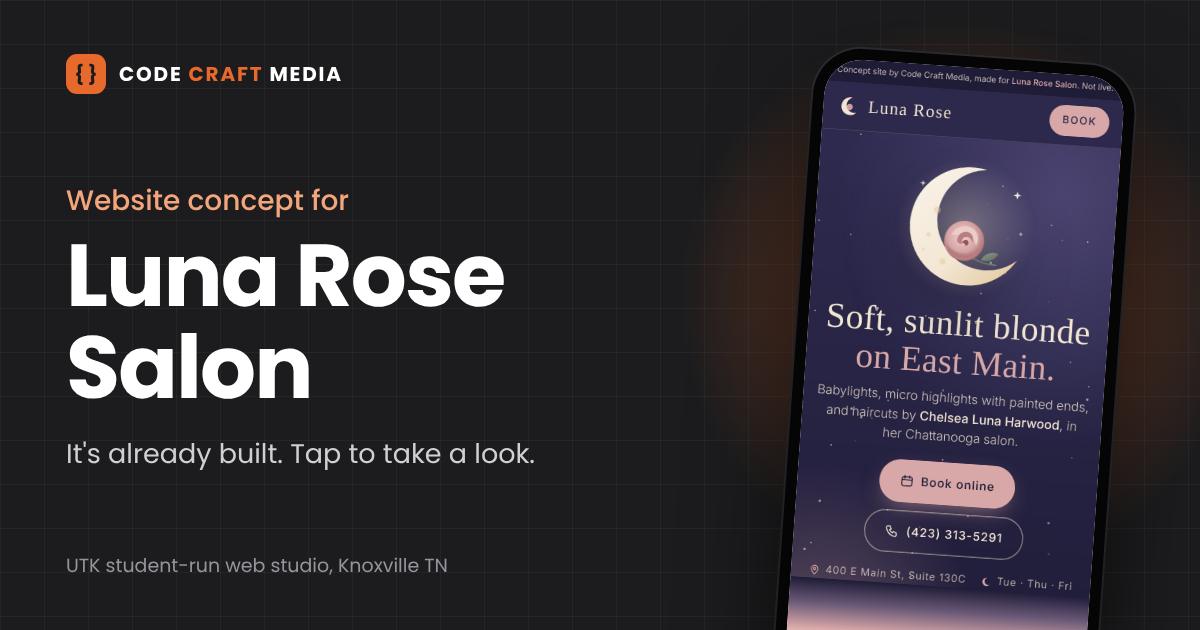 { } CODE CRAFT MEDIA
Website concept for
Luna Rose
Salon
It's already built. Tap to take a look.
UTK student-run web studio, Knoxville TN
Concept site by Code Craft Media, made for Luna Rose Salon. Not live.
Luna Rose
BOOK
Soft, sunlit blonde
on East Main.
Babylights, micro highlights with painted ends,
and haircuts by Chelsea Luna Harwood, in
her Chattanooga salon.
Book online
(423) 313-5291
400 E Main St, Suite 130C Tue · Thu · Fri